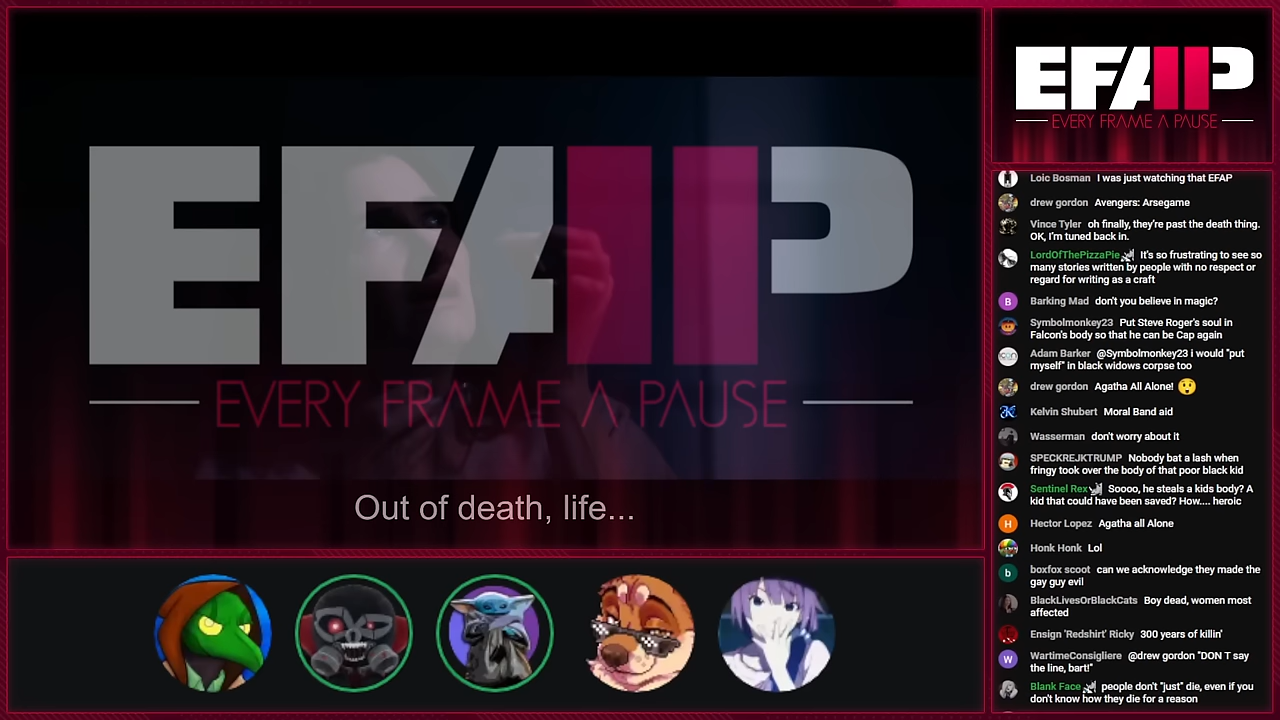 EFAP
EVERY FRAME A PAUSE
Out of death, life...
EFAP
EVERY FRAME A PAUSE
Loic Bosman I was just watching that EFAP
drew gordon Avengers: Arsegame
Vince Tyler oh finally, they're past the death thing.
OK, I'm tuned back in.
LordOfThePizzaPie It's so frustrating to see so
many stories written by people with no respect or
regard for writing as a craft
B
Barking Mad don't you believe in magic?
Symbolmonkey23 Put Steve Roger's soul in
Falcon's body so that he can be Cap again
Adam Barker @Symbolmonkey23 i would "put
myself" in black widows corpse too
drew gordon Agatha All Alone! 😲
Kelvin Shubert Moral Band aid
Wasserman don't worry about it
SPECKREJKTRUMP Nobody bat a lash when
fringy took over the body of that poor black kid
Sentinel Rex Soooo, he steals a kids body? A
kid that could have been saved? How.... heroic
H
Hector Lopez Agatha all Alone
Honk Honk Lol
b
boxfox scoot can we acknowledge they made the
gay guy evil
BlackLivesOrBlackCats Boy dead, women most
affected
Ensign 'Redshirt' Ricky 300 years of killin'
W
WartimeConsigliere @drew gordon "DON T say
the line, bart!"
Blank Face people don't "just" die, even if you
don't know how they die for a reason